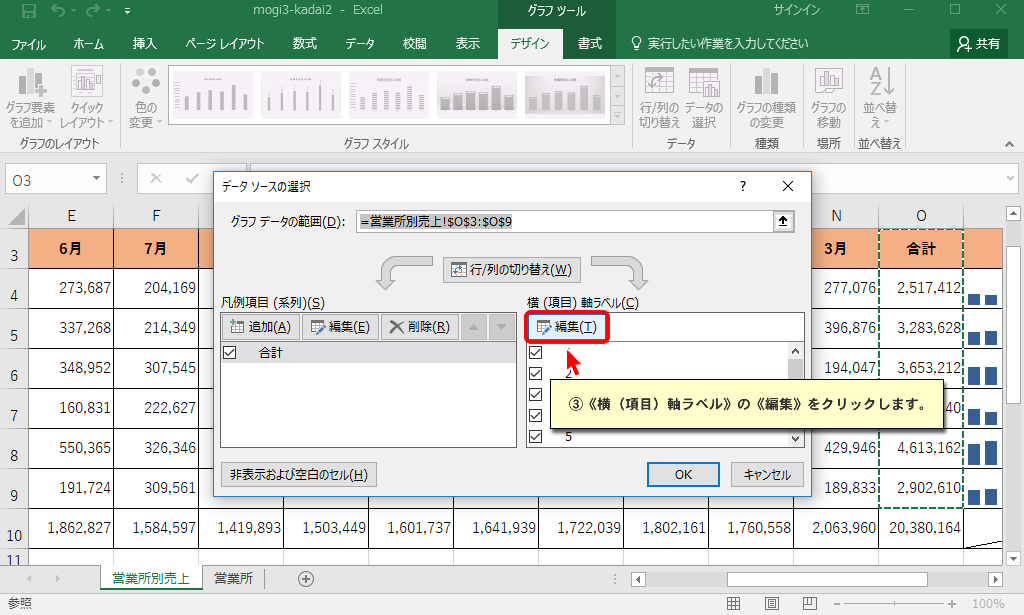 mogi3-kadai2 - Excel
グラフ ツール
サインイン
ファイル ホーム 挿入 ページ レイアウト 数式 データ 校閲 表示 デザイン 書式 実行したい作業を入力してください 共有
グラフ要素を追加
クイックレイアウト
色の変更
行/列の切り替え
データの選択
グラフの種類の変更
グラフの移動
並べ替え
グラフのレイアウト グラフ スタイル データ 種類 場所 並べ替え
O3
データ ソースの選択 ?
グラフ データの範囲(D): =営業所別売上!$O$3:$O$9
行/列の切り替え(W)
凡例項目 (系列)(S) 横 (項目) 軸ラベル(C)
追加(A) 編集(E) 削除(R) 編集(T)
合計
2
5
③《横（項目）軸ラベル》の《編集》をクリックします。
非表示および空白のセル(H) OK キャンセル
E F N O
3 6月 7月 3月 合計
4 273,687 204,169 277,076 2,517,412
5 337,268 214,349 396,876 3,283,628
6 348,952 307,545 194,047 3,653,212
7 160,831 222,627 40
8 550,365 326,346 429,946 4,613,162
9 191,724 309,561 189,833 2,902,610
10 1,862,827 1,584,597 1,419,893 1,503,449 1,601,737 1,641,939 1,722,039 1,802,161 1,760,558 2,063,960 20,380,164
11
営業所別売上 営業所
参照 100%